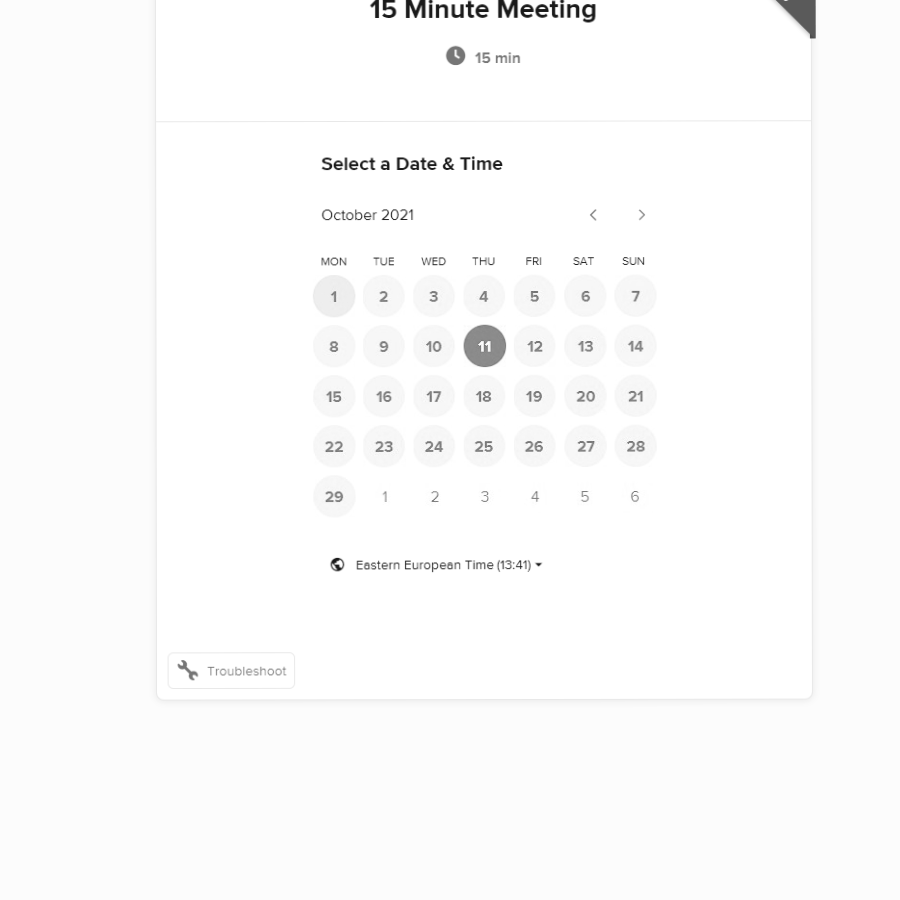 15 Minute Meeting
15 min
Select a Date & Time
October 2021
MON TUE WED THU FRI SAT SUN
1 2 3 4 5 6 7
8 9 10 11 12 13 14
15 16 17 18 19 20 21
22 23 24 25 26 27 28
29 1 2 3 4 5 6
Eastern European Time (13:41)
Troubleshoot